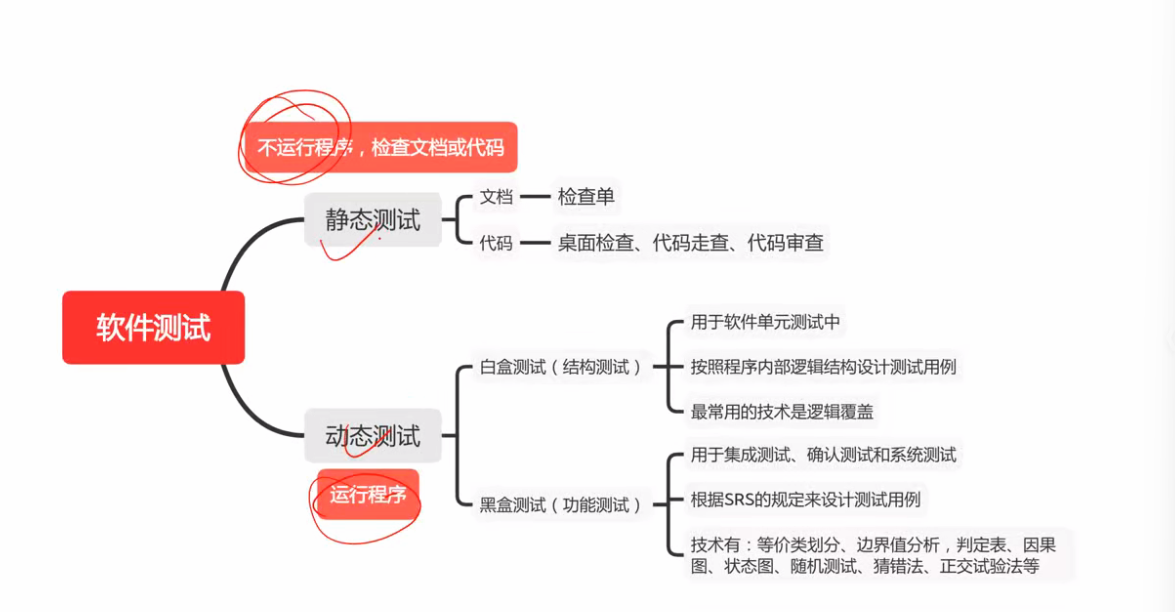 不运行程序，检查文档或代码
静态测试
文档
检查单
代码
桌面检查、代码走查、代码审查
软件测试
动态测试
运行程序
白盒测试（结构测试）
用于软件单元测试中
按照程序内部逻辑结构设计测试用例
最常用的技术是逻辑覆盖
黑盒测试（功能测试）
用于集成测试、确认测试和系统测试
根据SRS的规定来设计测试用例
技术有：等价类划分、边界值分析，判定表、因果
图、状态图、随机测试、猜错法、正交试验法等